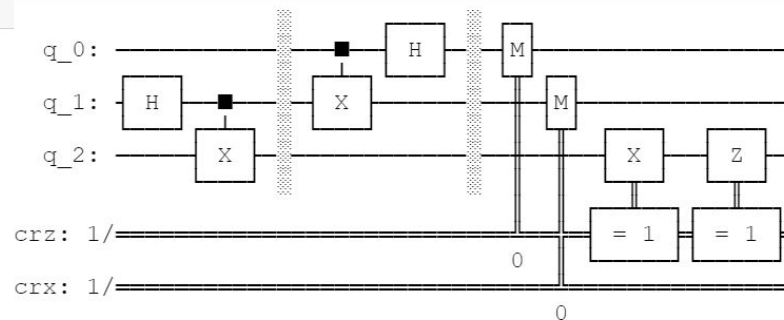 q_0: H M
q_1: H X M
q_2: X X Z
crz: 1/ = 1 = 1
0
crx: 1/
0